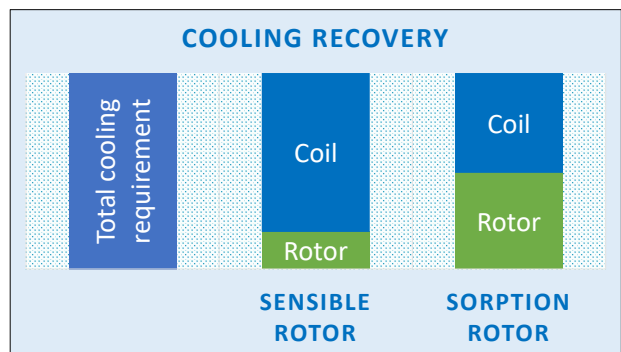 COOLING RECOVERY
Total cooling
requirement
Coil
Rotor
Coil
Rotor
SENSIBLE
ROTOR
SORPTION
ROTOR